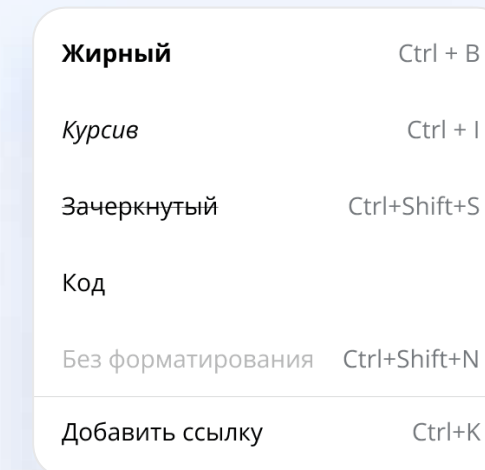 Жирный Ctrl + B
Курсив Ctrl + I
Зачеркнутый Ctrl+Shift+S
Код
Без форматирования Ctrl+Shift+N
Добавить ссылку Ctrl+K